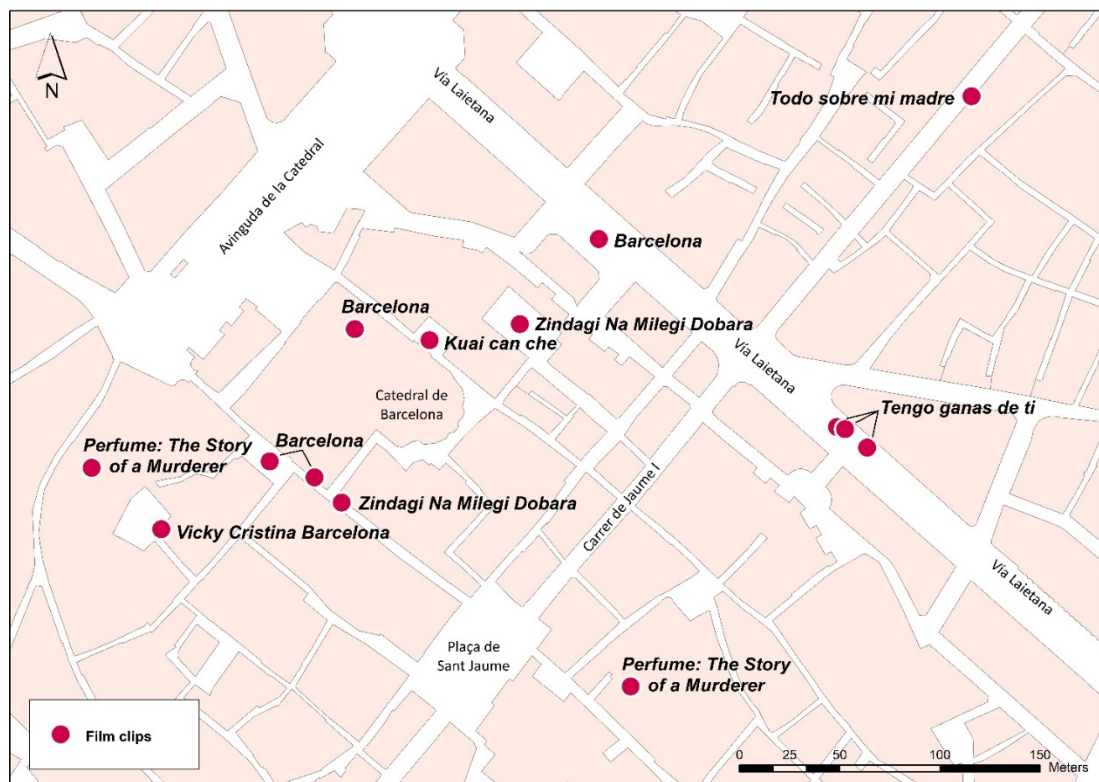 N
Via Laietana
Todo sobre mi madre
Avinguda de la Catedral
Barcelona
Barcelona
Zindagi Na Milegi Dobara
Kuai can che
Via Laietana
Catedral de
Barcelona
Tengo ganas de ti
Perfume: The Story
of a Murderer
Barcelona
Zindagi Na Milegi Dobara
Vicky Cristina Barcelona
Carrer de Jaume I
Via Laietana
Plaça de
Sant Jaume
Perfume: The Story
of a Murderer
Film clips
0 25 50 100 150
Meters